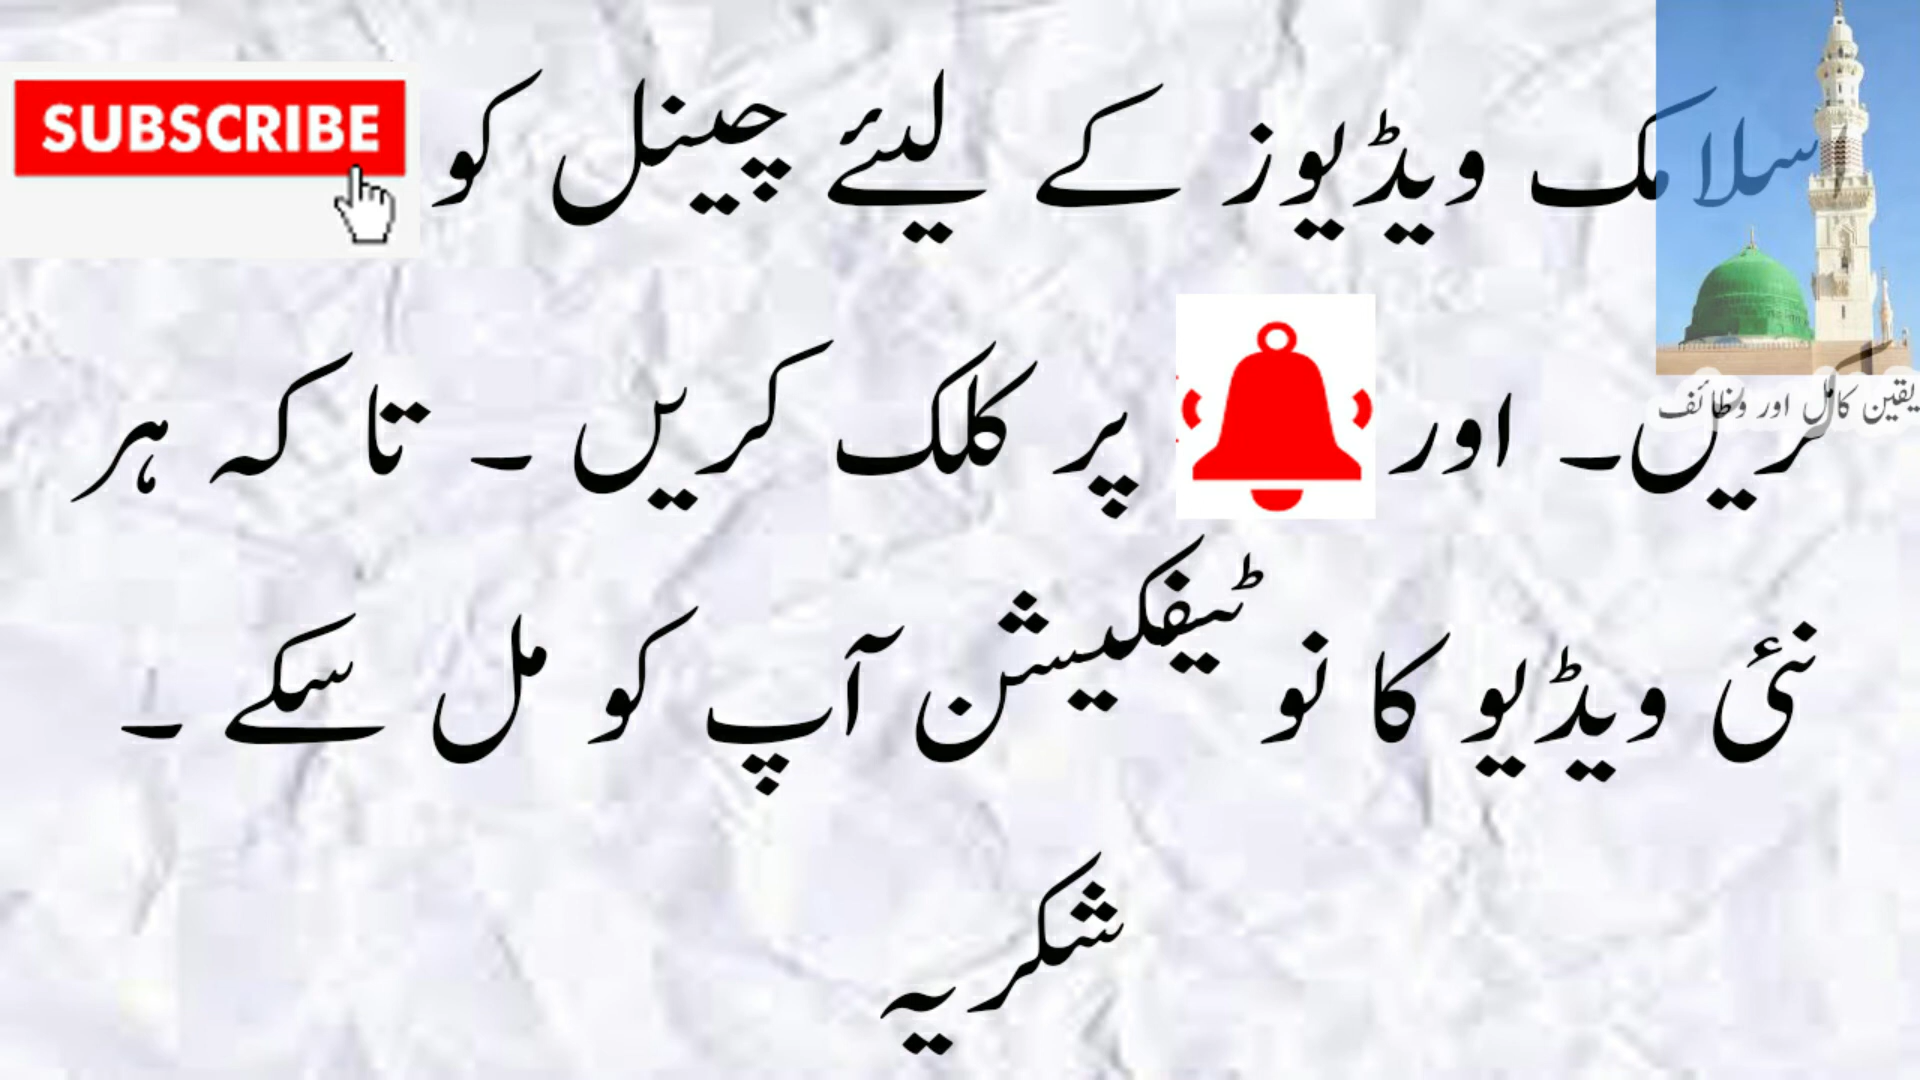 اسلامک ویڈیوز کے لیئے چینل کو SUBSCRIBE
کریں۔ اور پر کلک کریں ۔ تا کہ ہر
نئی ویڈیو کا نوٹیفکیشن آپ کو مل سکے ۔
شکریہ
یقین کامل اور وظائف